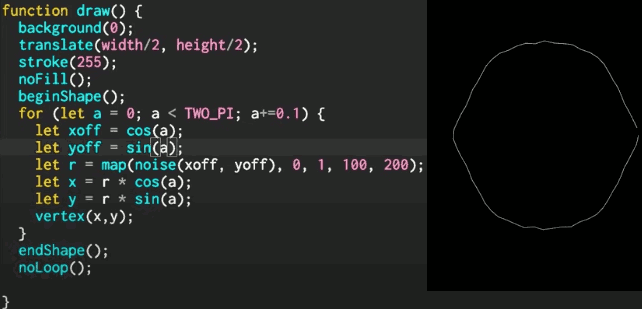 function draw() {
background(0);
translate(width/2, height/2);
stroke(255);
noFill();
beginShape();
for (let a = 0; a < TWO_PI; a+=0.1) {
let xoff = cos(a);
let yoff = sin(a);
let r = map(noise(xoff, yoff), 0, 1, 100, 200);
let x = r * cos(a);
let y = r * sin(a);
vertex(x,y);
}
endShape();
noLoop();
}